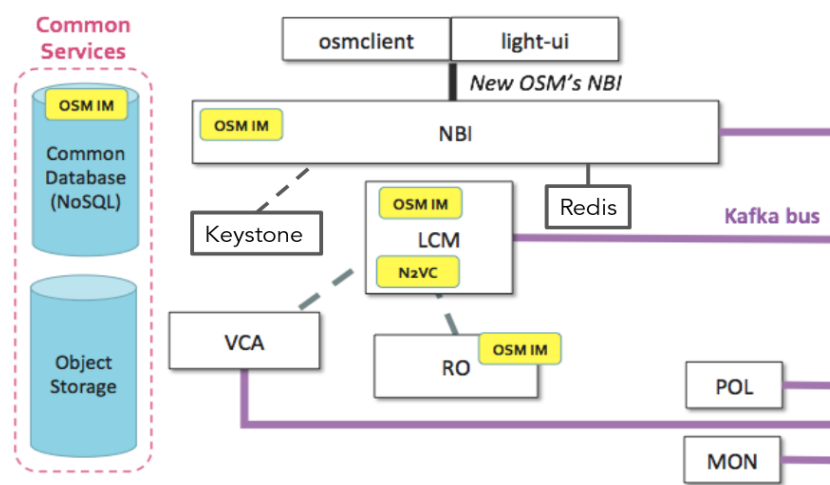 Common
Services
OSM IM
Common
Database
(NoSQL)
Object
Storage
osmclient
light-ui
New OSM's NBI
OSM IM
NBI
Keystone
Redis
OSM IM
LCM
N2VC
Kafka bus
VCA
RO
OSM IM
POL
MON